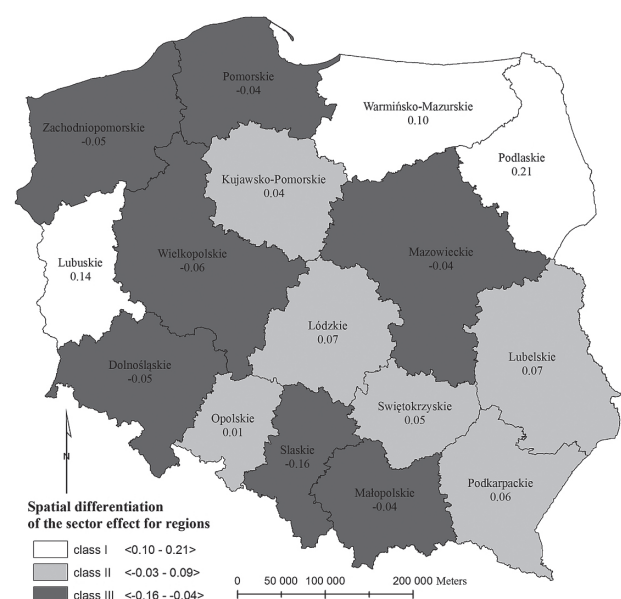 Pomorskie
-0.04
Warmińsko-Mazurskie
0.10
Zachodniopomorskie
-0.05
Podlaskie
0.21
Kujawsko-Pomorskie
0.04
Wielkopolskie
-0.06
Mazowieckie
-0.04
Lubuskie
0.14
Lódzkie
0.07
Lubelskie
0.07
Dolnośląskie
-0.05
Swiętokrzyskie
0.05
Opolskie
0.01
Slaskie
-0.16
Podkarpackie
0.06
Małopolskie
-0.04
N
Spatial differentiation
of the sector effect for regions
class I <0.10 - 0.21>
class II <-0.03 - 0.09>
class III <-0.16 - -0.04>
0 50 000 100 000 200 000 Meters